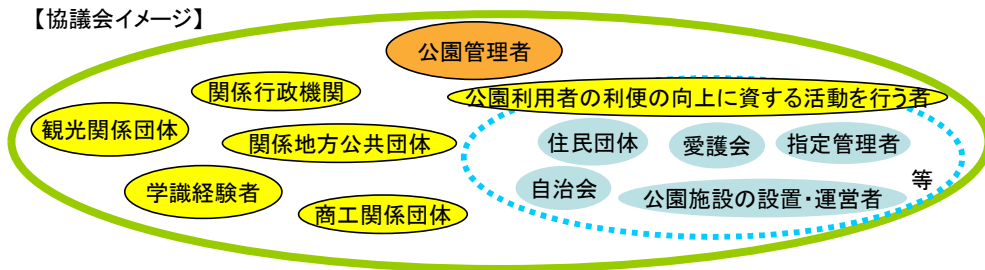 【協議会イメージ】
公園管理者
関係行政機関
公園利用者の利便の向上に資する活動を行う者
観光関係団体
関係地方公共団体
住民団体
愛護会
指定管理者
学識経験者
自治会
公園施設の設置・運営者
等
商工関係団体